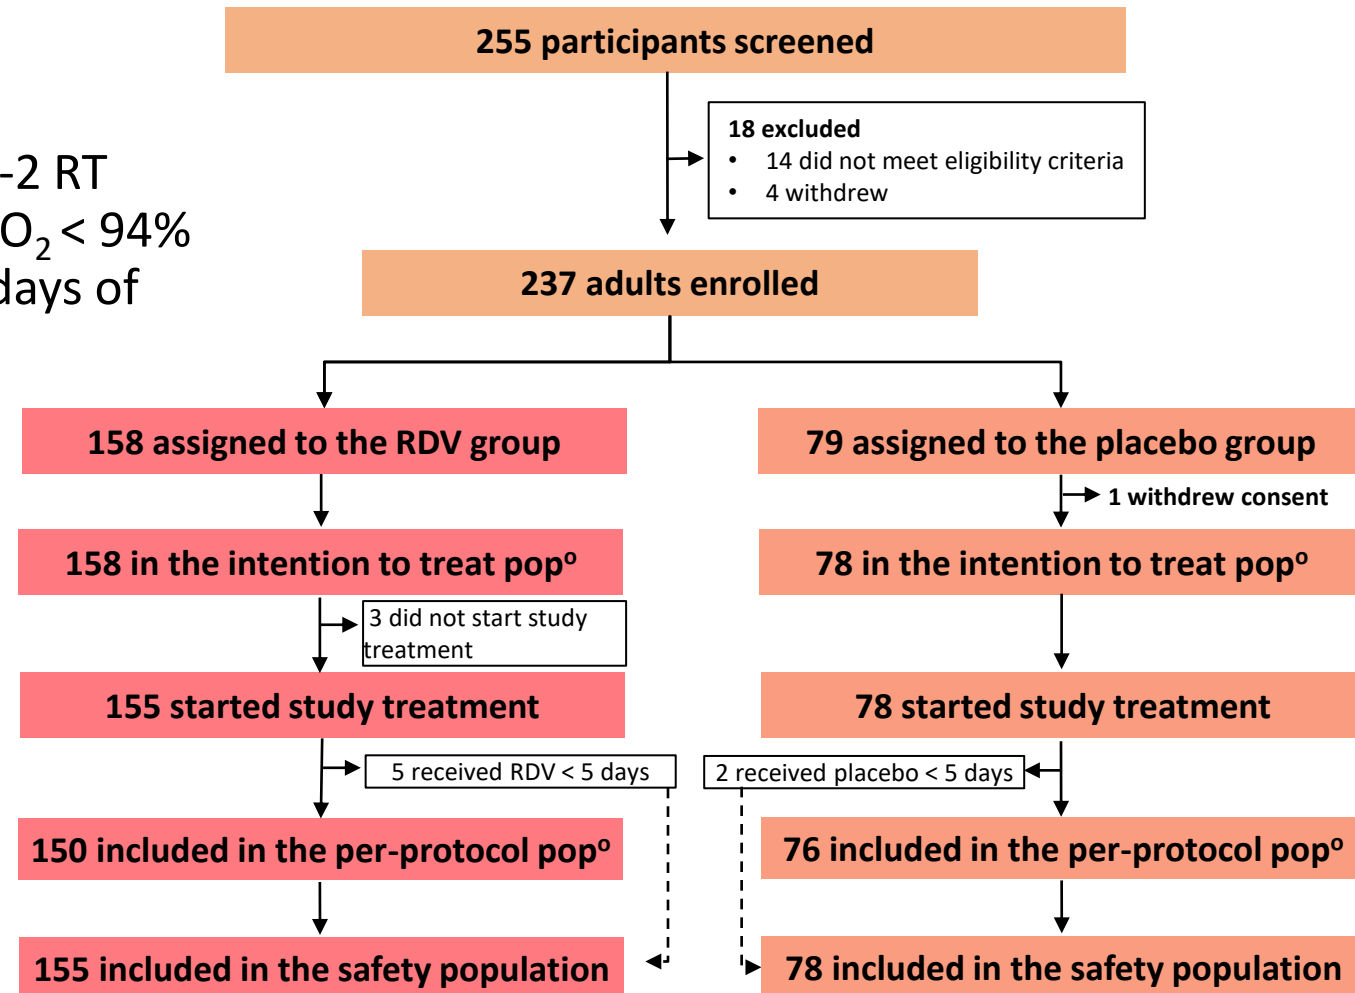 255 participants screened
18 excluded
• 14 did not meet eligibility criteria
• 4 withdrew
-2 RT
O₂ < 94%
days of
237 adults enrolled
158 assigned to the RDV group
79 assigned to the placebo group
1 withdrew consent
158 in the intention to treat popº
78 in the intention to treat popº
3 did not start study
treatment
155 started study treatment
78 started study treatment
5 received RDV < 5 days
2 received placebo < 5 days
150 included in the per-protocol popº
76 included in the per-protocol popº
155 included in the safety population
78 included in the safety population